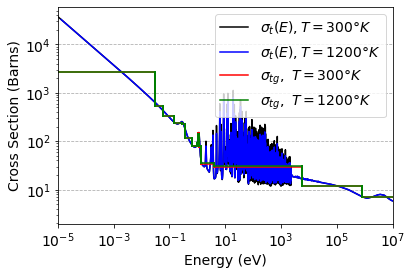 σₜ(E), T = 300°K
σₜ(E), T = 1200°K
σₜg, T = 300°K
σₜg, T = 1200°K
Cross Section (Barns)
10⁴
10³
10²
10¹
10⁻⁵ 10⁻³ 10⁻¹ 10¹ 10³ 10⁵ 10⁷
Energy (eV)